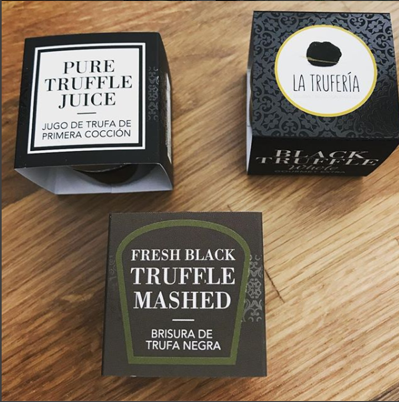 PURE
TRUFFLE
JUICE
JUGO DE TRUFA DE
PRIMERA COCCIÓN
LA TRUFERÍA
BLACK
TRUFFLE
Whole
FRESH BLACK
TRUFFLE
MASHED
BRISURA DE
TRUFA NEGRA